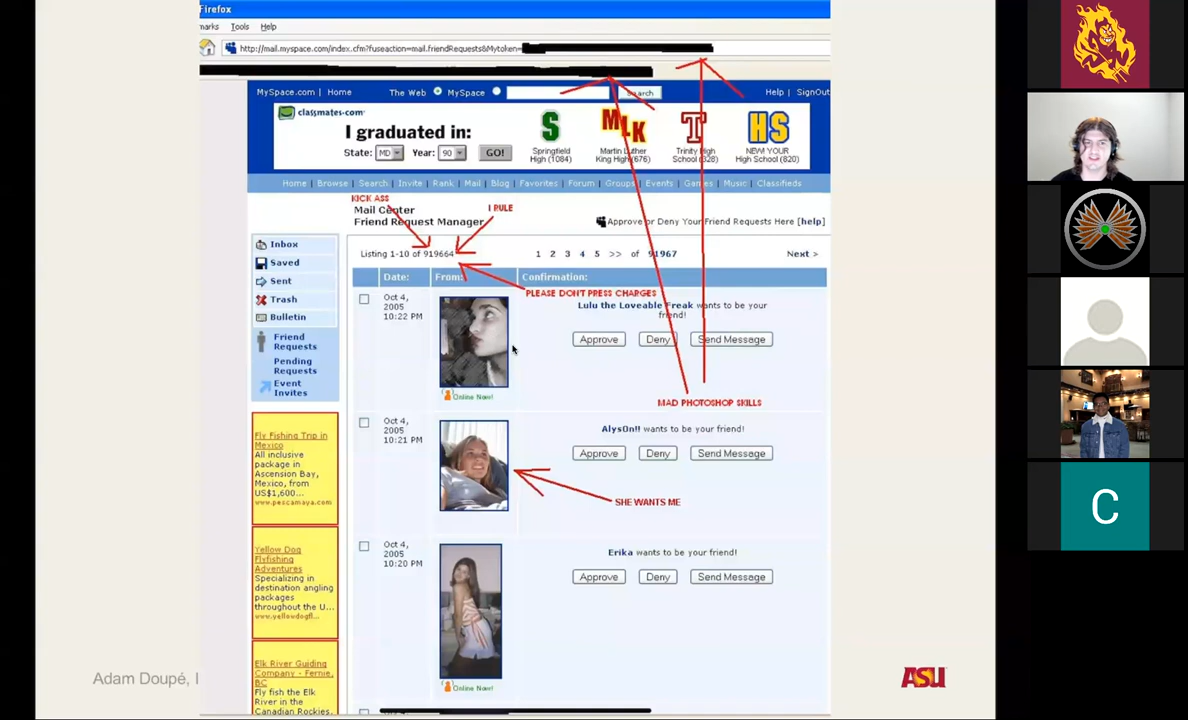 Firefox
marks Tools Help
http://mail.myspace.com/index.cfm?fuseaction=mail.friendRequests&Mytoken=
MySpace.com | Home
The Web MySpace Search
Help | SignOut
classmates.com
I graduated in:
State: MD Year: 90 GO!
S
Springfield
High (1084)
MLK
Martin Luther
King High (676)
T
Trinity High
School (328)
HS
NEW YOUR
High School (820)
Home | Browse | Search | Invite | Rank | Mail | Blog | Favorites | Forum | Groups | Events | Games | Music | Classifieds
KICK ASS
I RULE
Mail Center
Friend Request Manager
Approve or Deny Your Friend Requests Here [help]
Inbox
Saved
Sent
Trash
Bulletin
Friend
Requests
Pending
Requests
Event
Invites
Listing 1-10 of 919664
1 2 3 4 5 >> of 91967
Next >
Date: From: Confirmation:
PLEASE DON'T PRESS CHARGES
Oct 4,
2005
10:22 PM
Online Now!
Lulu the Loveable Freak wants to be your
friend!
Approve Deny Send Message
MAD PHOTOSHOP SKILLS
Oct 4,
2005
10:21 PM
AlysOn!! wants to be your friend!
Approve Deny Send Message
SHE WANTS ME
Oct 4,
2005
10:20 PM
Online Now!
Erika wants to be your friend!
Approve Deny Send Message
Fly Fishing Trip in
Mexico
All inclusive
package in
Ascension Bay,
Mexico, from
US$1,600...
www.pescamaya.com
Yellow Dog
Flyfishing
Adventures
Specializing in
destination angling
packages
throughout the U...
www.yellowdogfl...
Elk River Guiding
Company - Fernie,
BC
Fly fish the Elk
River in the
Canadian Rockies.
Adam Doupé,
ASU
C